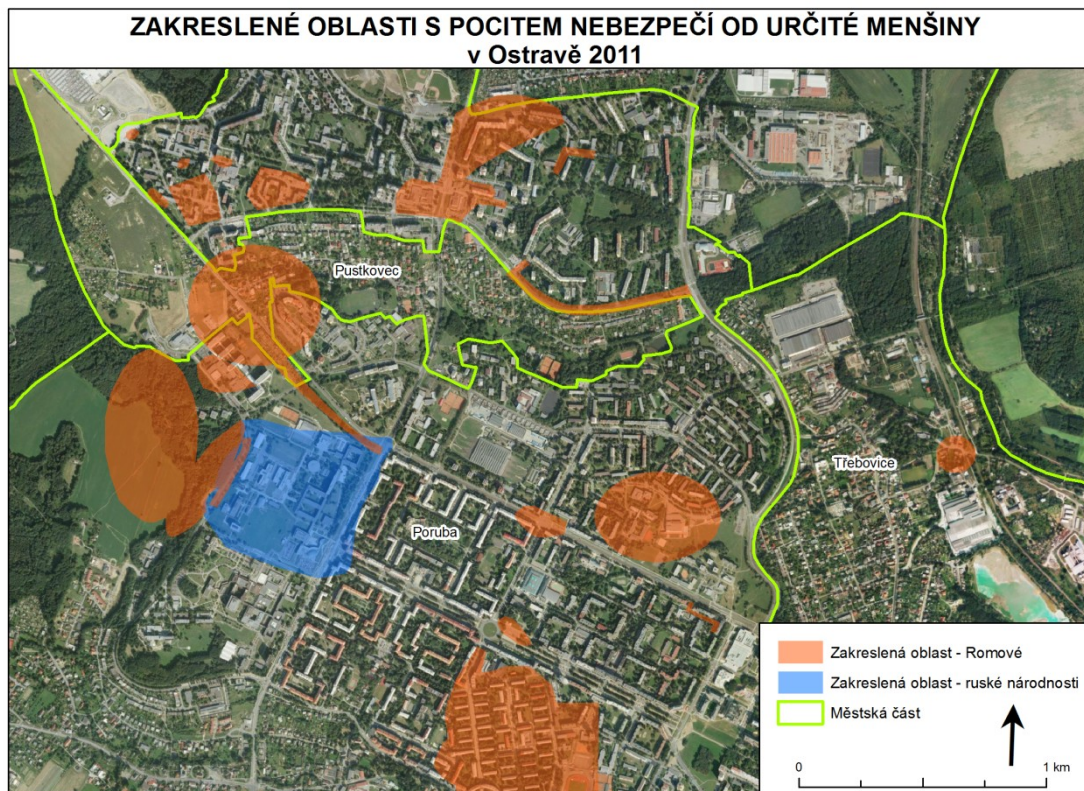 ZAKRESLENÉ OBLASTI S POCITEM NEBEZPEČÍ OD URČITÉ MENŠINY
v Ostravě 2011
Pustkovec
Třebovice
Poruba
Zakreslená oblast - Romové
Zakreslená oblast - ruské národnosti
Městská část
0 1 km